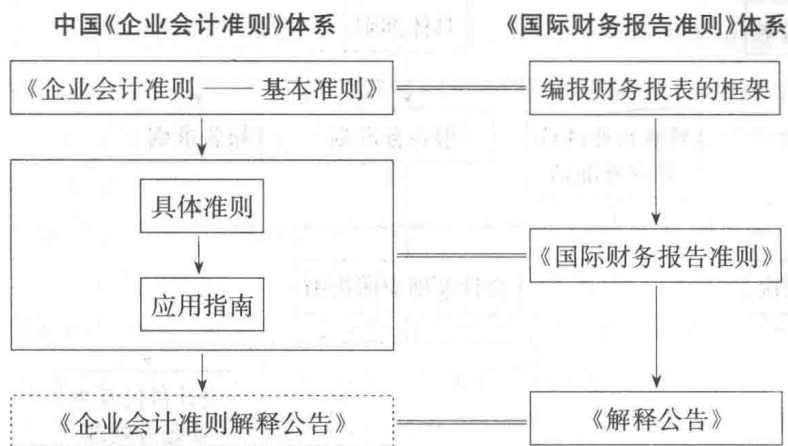 中国《企业会计准则》体系 《国际财务报告准则》体系
《企业会计准则——基本准则》 编报财务报表的框架
具体准则
《国际财务报告准则》
应用指南
《企业会计准则解释公告》 《解释公告》